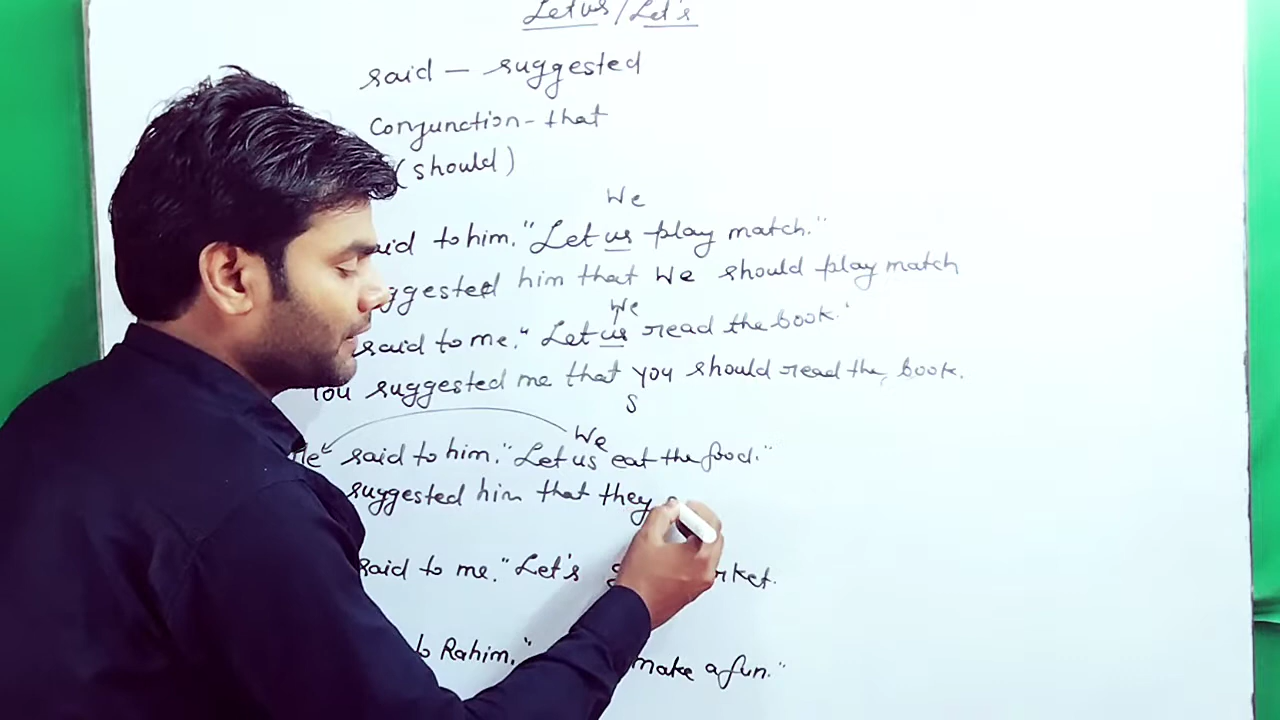 Let us / Let's
said – suggested
Conjunction - that
(should)
We
said to him. "Let us play match."
suggested him that We should play match
We
said to me. "Let us read the book."
You suggested me that you should read the book.
S
We
He said to him. "Let us eat the food."
suggested him that they
said to me. "Let's
to Rahim. "
make a fun."